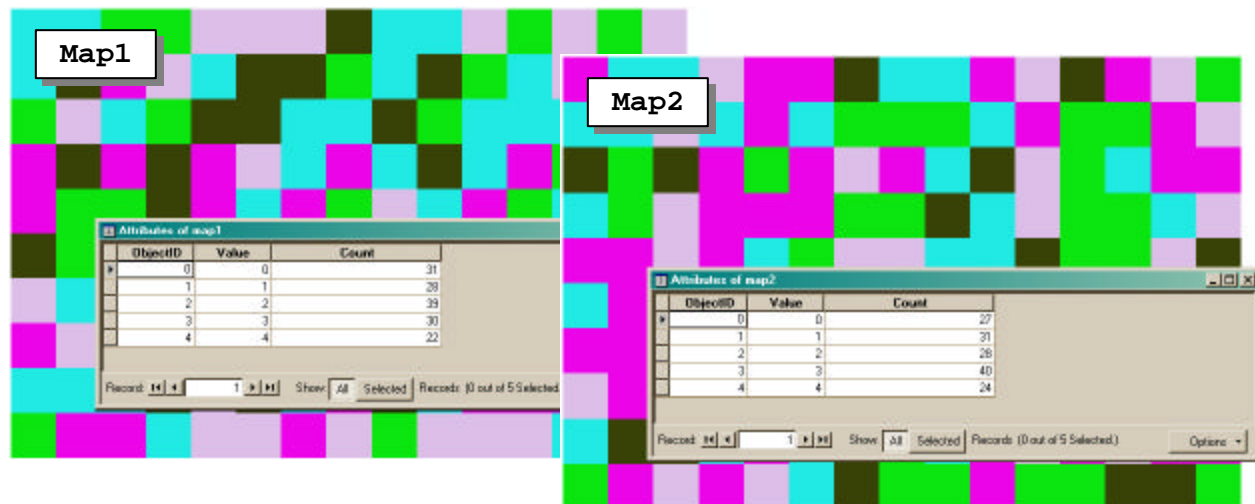 Map1
Attributes of map1
ObjectID Value Count
0 0 31
1 1 28
2 2 39
3 3 30
4 4 22
Record: 1 Show: All Selected Records (0 out of 5 Selected
Map2
Attributes of map2
ObjectID Value Count
0 0 27
1 1 31
2 2 28
3 3 40
4 4 24
Record: 1 Show: All Selected Records (0 out of 5 Selected.) Options